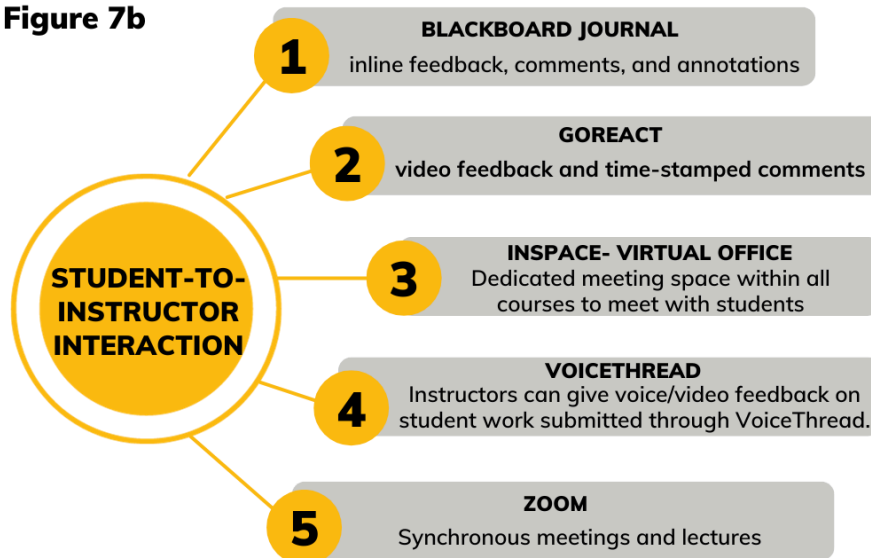 Figure 7b
1
BLACKBOARD JOURNAL
inline feedback, comments, and annotations
2
GOREACT
video feedback and time-stamped comments
STUDENT-TO-
INSTRUCTOR
INTERACTION
3
INSPACE- VIRTUAL OFFICE
Dedicated meeting space within all
courses to meet with students
4
VOICETHREAD
Instructors can give voice/video feedback on
student work submitted through VoiceThread.
5
ZOOM
Synchronous meetings and lectures